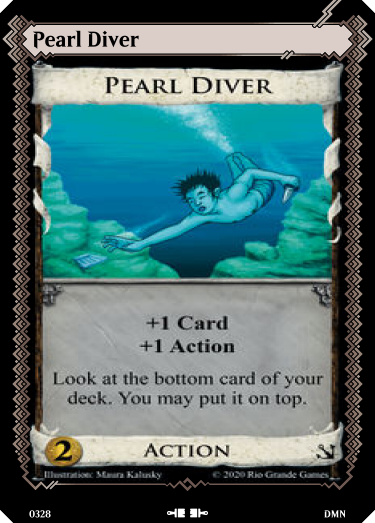 Pearl Diver
PEARL DIVER
+1 Card
+1 Action
Look at the bottom card of your
deck. You may put it on top.
2
ACTION
Illustration: Maura Kalusky
© 2020 Rio Grande Games
0328
DMN